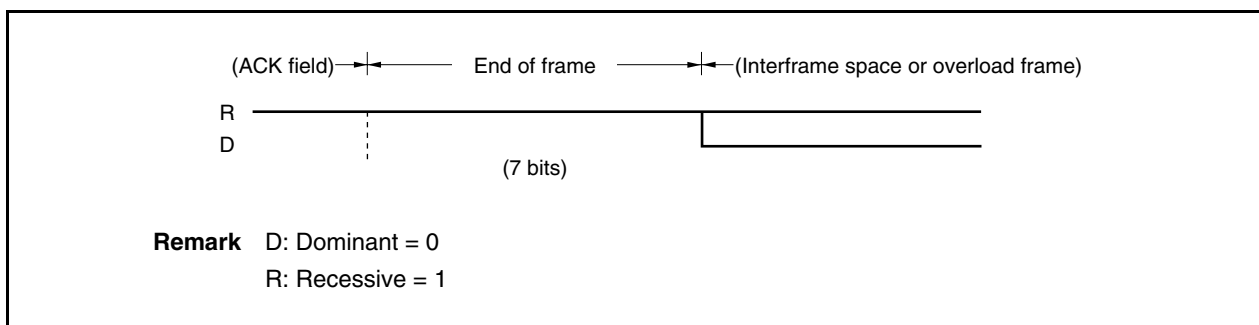 (ACK field) End of frame (Interframe space or overload frame)
R
D
(7 bits)
Remark D: Dominant = 0
R: Recessive = 1